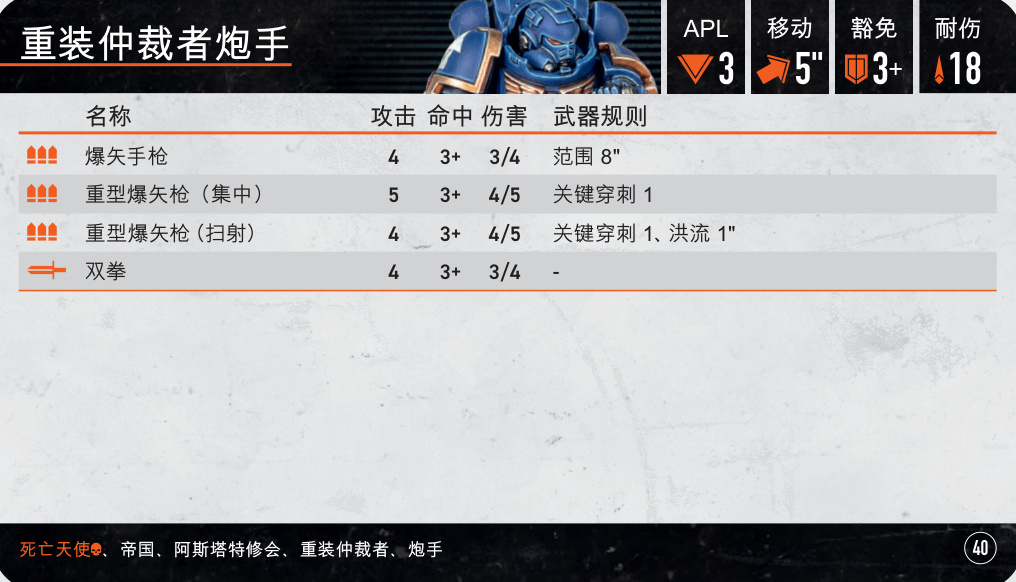 重装仲裁者炮手
APL 移动 豁免 耐伤
3 5" 3+ 18
名称 攻击 命中 伤害 武器规则
爆矢手枪 4 3+ 3/4 范围 8"
重型爆矢枪（集中） 5 3+ 4/5 关键穿刺 1
重型爆矢枪（扫射） 4 3+ 4/5 关键穿刺 1、洪流 1"
双拳 4 3+ 3/4 -
死亡天使、帝国、阿斯塔特修会、重装仲裁者、炮手 40